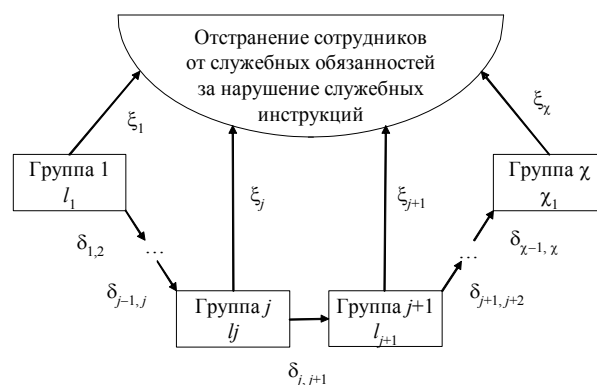 Отстранение сотрудников
от служебных обязанностей
за нарушение служебных
инструкций
ξ1
ξj
ξj+1
ξχ
Группа 1
l1
Группа χ
χ1
δ1,2
...
δj–1, j
Группа j
lj
Группа j+1
lj+1
δj, j+1
δj+1, j+2
...
δχ–1, χ